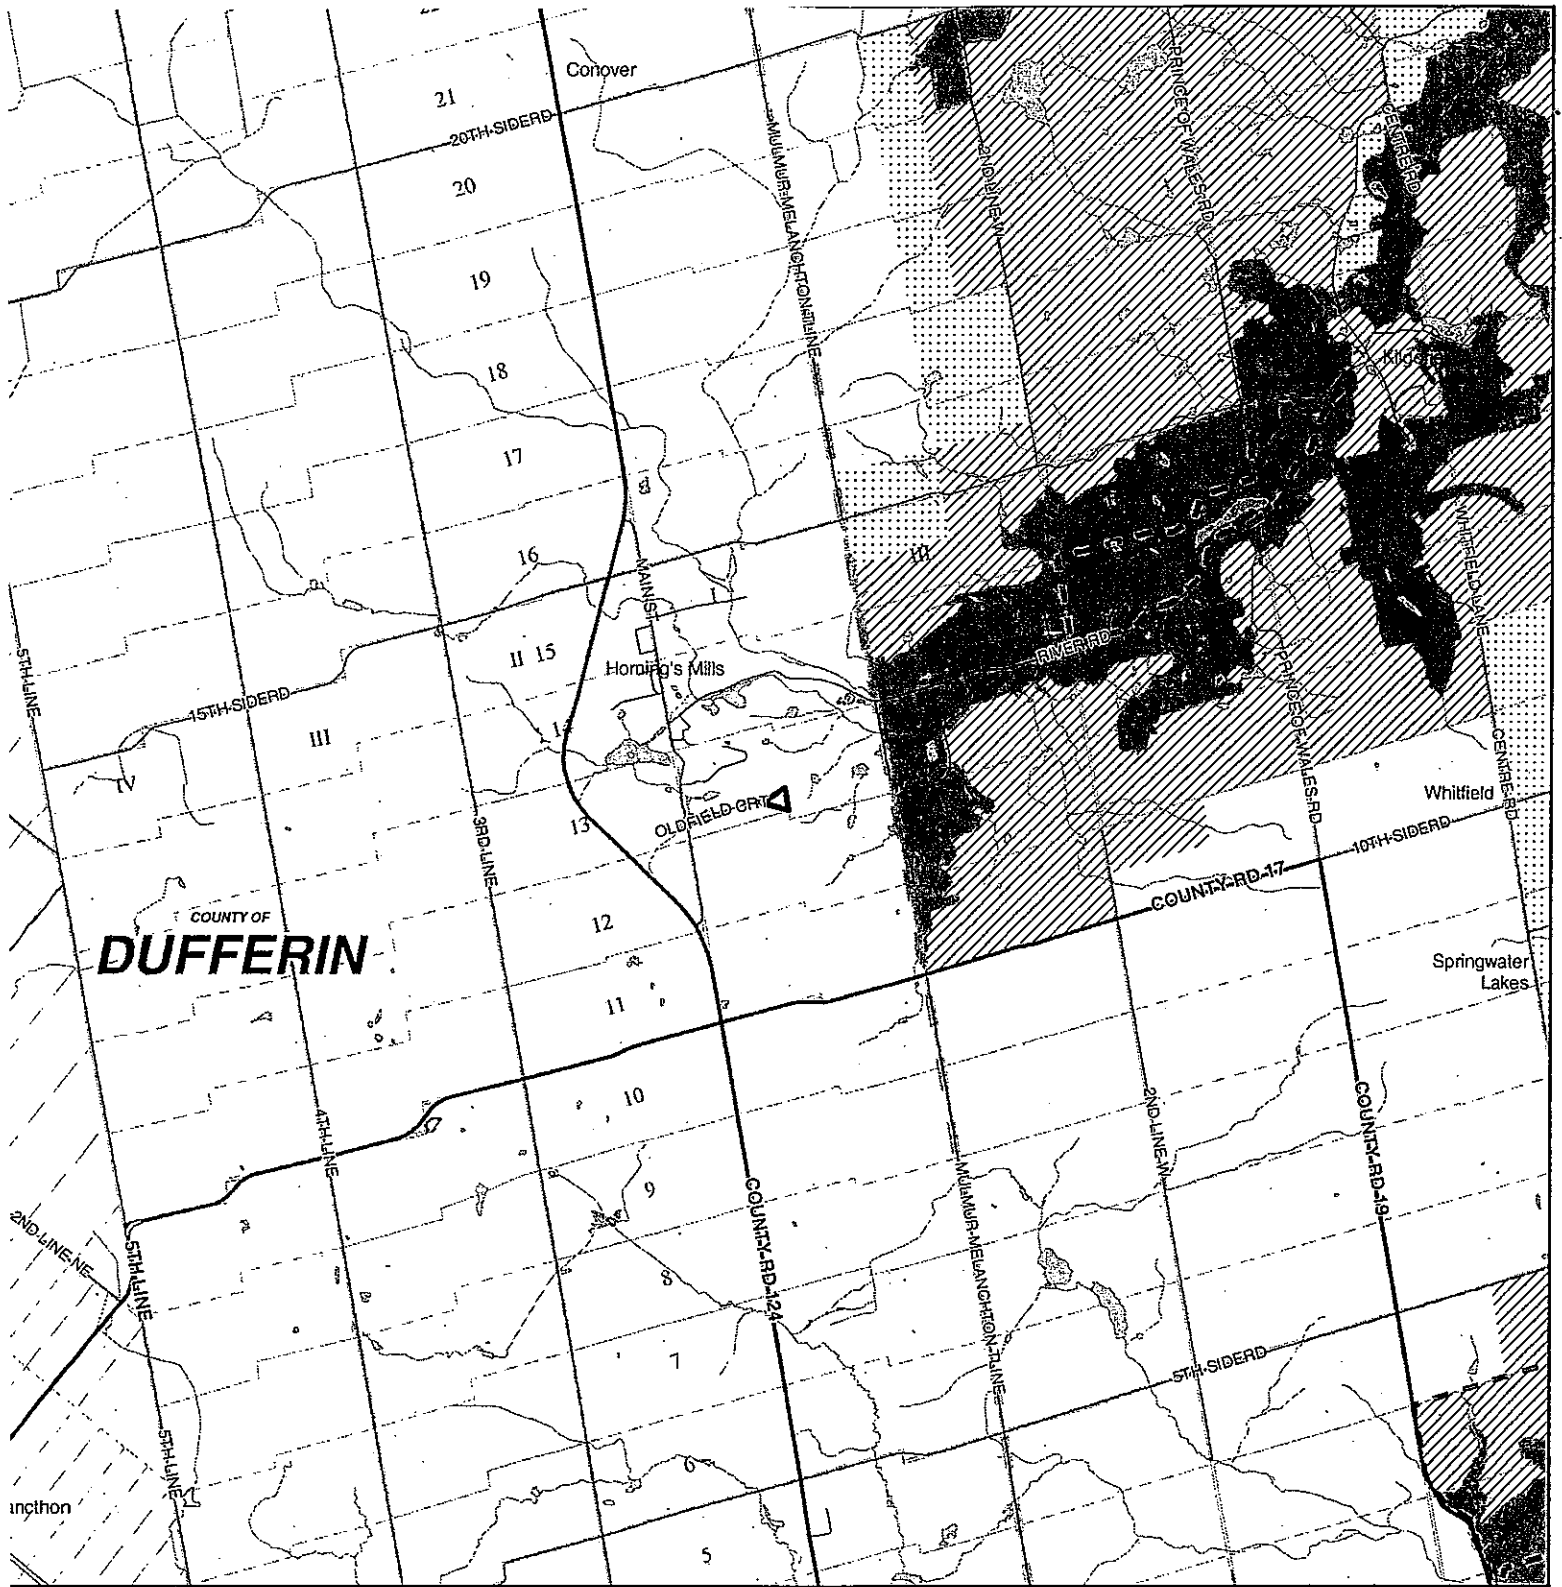 Conover
21
20TH SIDERD
20
MULMUR-MELANCHTON TLINE
2ND LINE W
PRINCE OF WALES RD
CENTRE RD
19
18
17
16
III
MAIN ST
I
WHITFIELD LANE
II 15
Horning's Mills
RIVER RD
5TH LINE
15TH SIDERD
III
IV
PRINCE OF WALES RD
CENTRE RD
Whitfield
OLDFIELD CRT
13
3RD LINE
10TH SIDERD
COUNTY RD 17
COUNTY OF
DUFFERIN
12
Springwater
Lakes
11
10
4TH LINE
2ND LINE W
COUNTY RD 19
9
COUNTY RD 124
MULMUR-MELANCHTON TLINE
2ND LINE NE
5TH LINE
8
7
5TH SIDERD
5TH LINE
6
ancthon
5